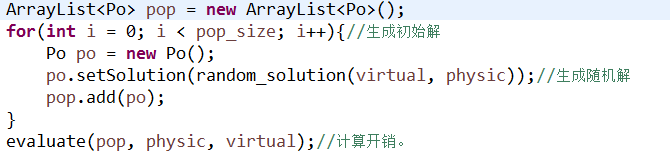 ArrayList<Po> pop = new ArrayList<Po>();
for(int i = 0; i < pop_size; i++){//生成初始解
    Po po = new Po();
    po.setSolution(random_solution(virtual, physic));//生成随机解
    pop.add(po);
}
evaluate(pop, physic, virtual);//计算开销。